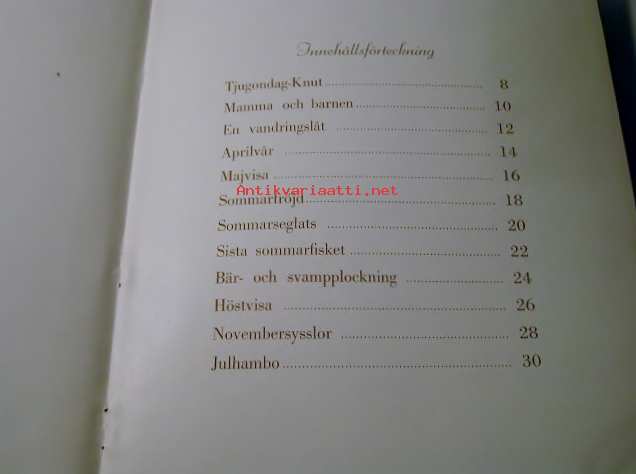 Innehållsförteckning
Tjugondag-Knut 8
Mamma och barnen 10
En vandringslåt 12
Aprilvår 14
Majvisa 16
Antikvariaatti.net
Sommarfröjd 18
Sommarseglats 20
Sista sommarfisket 22
Bär- och svampplockning 24
Höstvisa 26
Novembersysslor 28
Julhambo 30